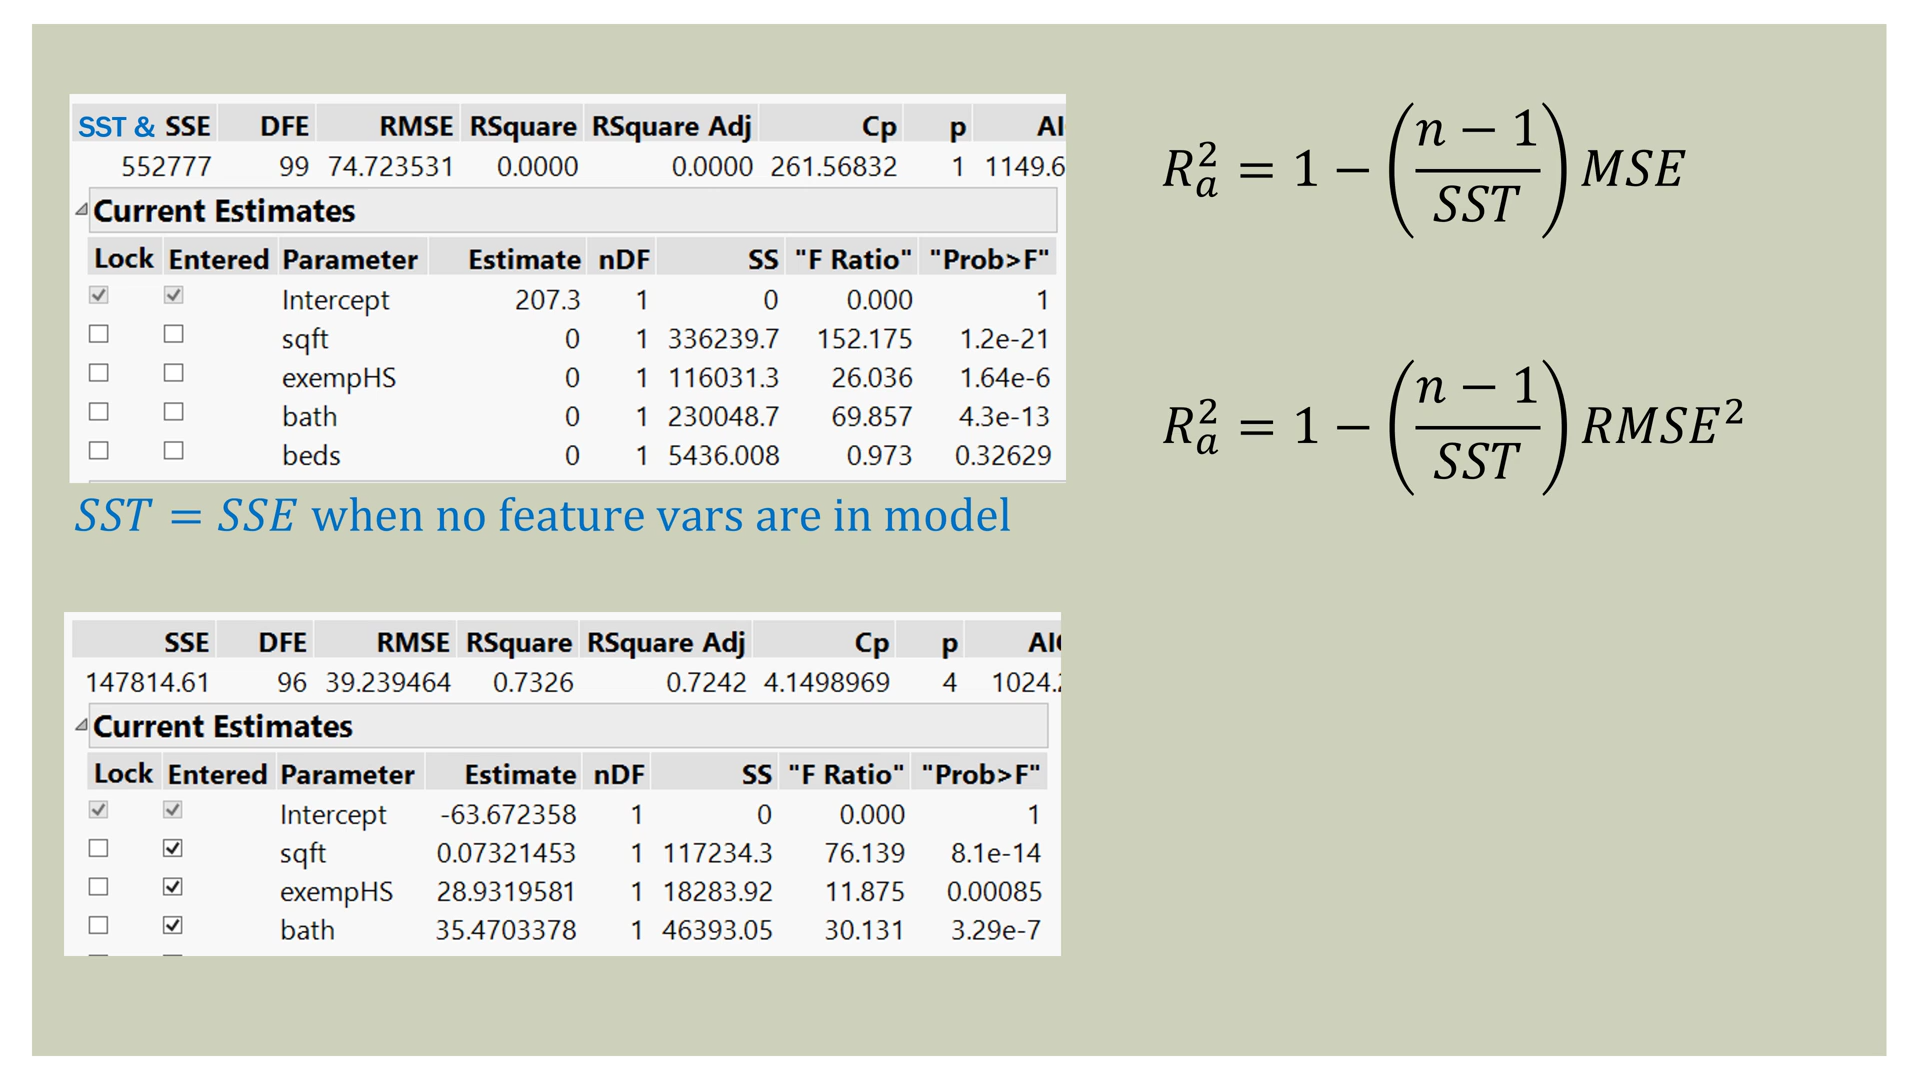 SST & SSE DFE RMSE RSquare RSquare Adj Cp p AI
552777 99 74.723531 0.0000 0.0000 261.56832 1 1149.6
Current Estimates
Lock Entered Parameter Estimate nDF SS "F Ratio" "Prob>F"
Intercept 207.3 1 0 0.000 1
sqft 0 1 336239.7 152.175 1.2e-21
exempHS 0 1 116031.3 26.036 1.64e-6
bath 0 1 230048.7 69.857 4.3e-13
beds 0 1 5436.008 0.973 0.32629
SST = SSE when no feature vars are in model
SSE DFE RMSE RSquare RSquare Adj Cp p AI
147814.61 96 39.239464 0.7326 0.7242 4.1498969 4 1024.
Current Estimates
Lock Entered Parameter Estimate nDF SS "F Ratio" "Prob>F"
Intercept -63.672358 1 0 0.000 1
sqft 0.07321453 1 117234.3 76.139 8.1e-14
exempHS 28.9319581 1 18283.92 11.875 0.00085
bath 35.4703378 1 46393.05 30.131 3.29e-7
R²ₐ = 1 − ((n − 1)/SST) MSE
R²ₐ = 1 − ((n − 1)/SST) RMSE²